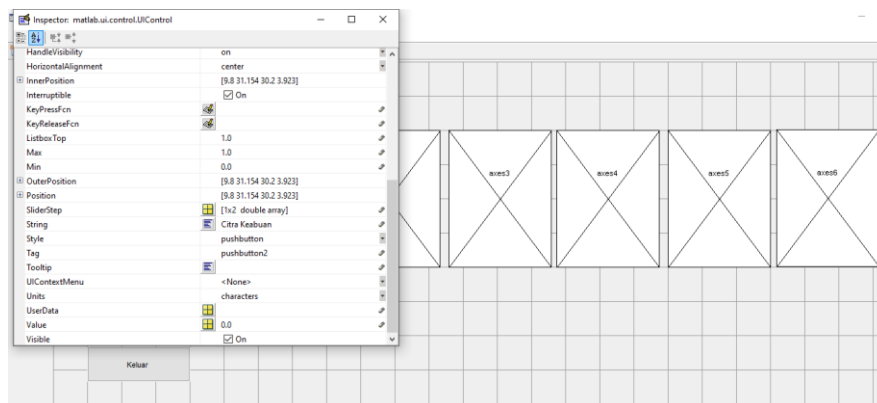 Inspector: matlab.ui.control.UIControl
HandleVisibility on
HorizontalAlignment center
InnerPosition [9.8 31.154 30.2 3.923]
Interruptible On
KeyPressFcn
KeyReleaseFcn
ListboxTop 1.0
Max 1.0
Min 0.0
OuterPosition [9.8 31.154 30.2 3.923]
Position [9.8 31.154 30.2 3.923]
SliderStep [1x2 double array]
String Citra Keabuan
Style pushbutton
Tag pushbutton2
Tooltip
UIContextMenu <None>
Units characters
UserData
Value 0.0
Visible On
axes3
axes4
axes5
axes6
Keluar